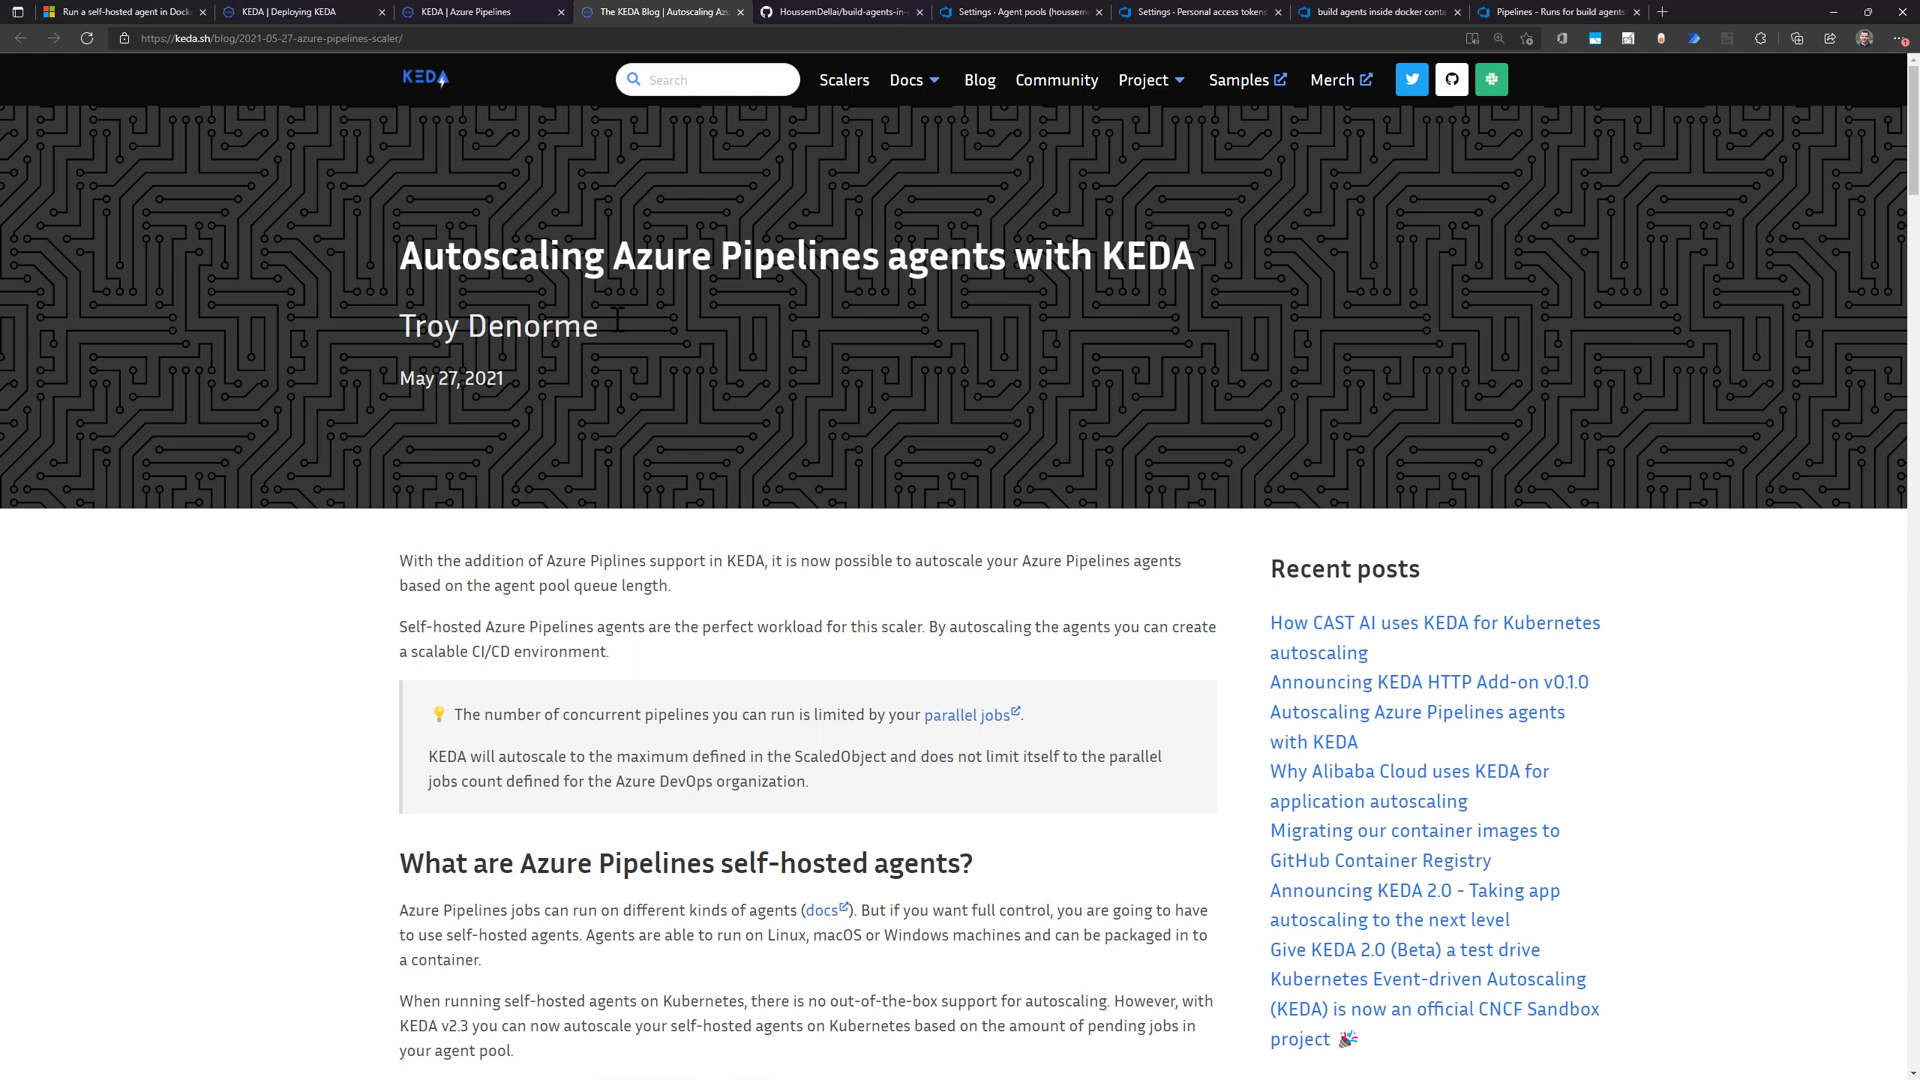 Run a self-hosted agent in Dock
KEDA | Deploying KEDA
KEDA | Azure Pipelines
The KEDA Blog | Autoscaling Azu
HoussemDellai/build-agents-in-
Settings · Agent pools (houssem
Settings · Personal access tokens
build agents inside docker conta
Pipelines - Runs for build agents
https://keda.sh/blog/2021-05-27-azure-pipelines-scaler/
KEDA
Search
Scalers
Docs
Blog
Community
Project
Samples
Merch
Autoscaling Azure Pipelines agents with KEDA
Troy Denorme
May 27, 2021
With the addition of Azure Piplines support in KEDA, it is now possible to autoscale your Azure Pipelines agents
based on the agent pool queue length.
Self-hosted Azure Pipelines agents are the perfect workload for this scaler. By autoscaling the agents you can create
a scalable CI/CD environment.
💡 The number of concurrent pipelines you can run is limited by your parallel jobs.
KEDA will autoscale to the maximum defined in the ScaledObject and does not limit itself to the parallel
jobs count defined for the Azure DevOps organization.
What are Azure Pipelines self-hosted agents?
Azure Pipelines jobs can run on different kinds of agents (docs). But if you want full control, you are going to have
to use self-hosted agents. Agents are able to run on Linux, macOS or Windows machines and can be packaged in to
a container.
When running self-hosted agents on Kubernetes, there is no out-of-the-box support for autoscaling. However, with
KEDA v2.3 you can now autoscale your self-hosted agents on Kubernetes based on the amount of pending jobs in
your agent pool.
Recent posts
How CAST AI uses KEDA for Kubernetes
autoscaling
Announcing KEDA HTTP Add-on v0.1.0
Autoscaling Azure Pipelines agents
with KEDA
Why Alibaba Cloud uses KEDA for
application autoscaling
Migrating our container images to
GitHub Container Registry
Announcing KEDA 2.0 - Taking app
autoscaling to the next level
Give KEDA 2.0 (Beta) a test drive
Kubernetes Event-driven Autoscaling
(KEDA) is now an official CNCF Sandbox
project 🎉